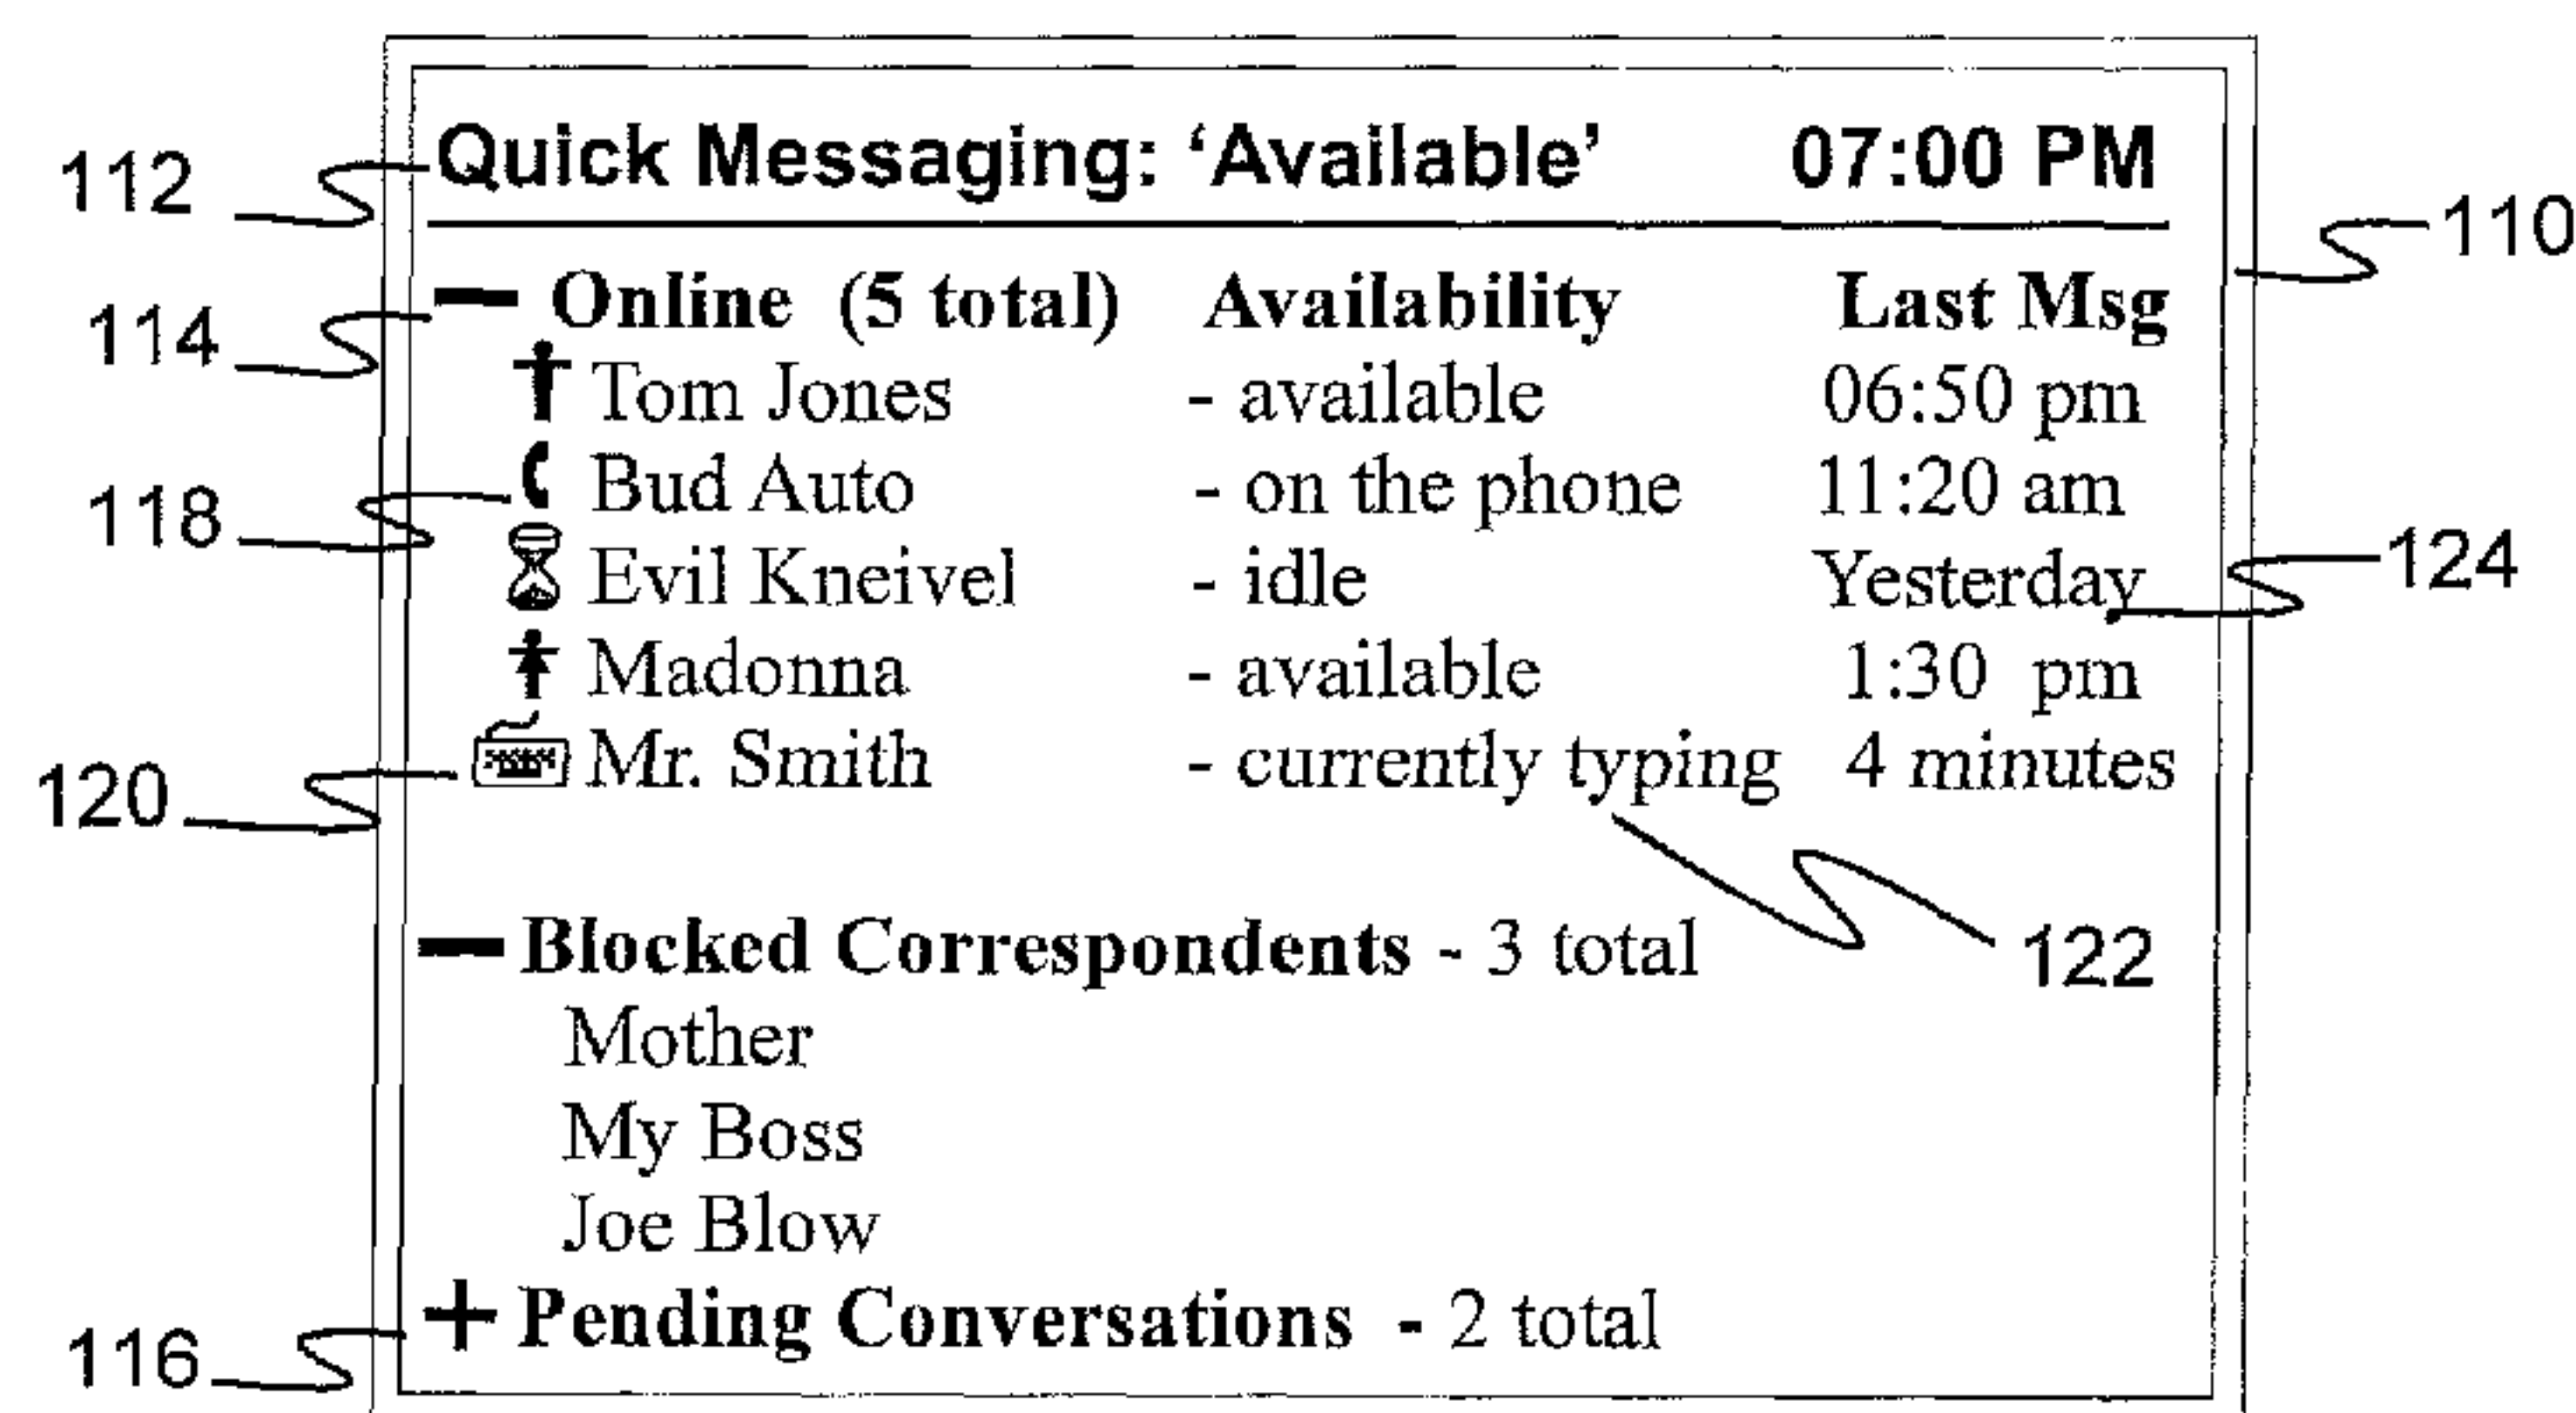 112 Quick Messaging: ‘Available’ 07:00 PM
110
114 — Online (5 total) Availability Last Msg
Tom Jones - available 06:50 pm
118 Bud Auto - on the phone 11:20 am
Evil Kneivel - idle Yesterday 124
Madonna - available 1:30 pm
120 Mr. Smith - currently typing 4 minutes
— Blocked Correspondents - 3 total 122
Mother
My Boss
Joe Blow
116 + Pending Conversations - 2 total